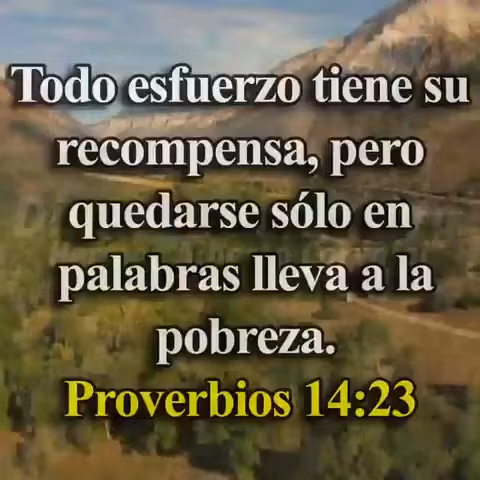 Todo esfuerzo tiene su
recompensa, pero
quedarse sólo en
palabras lleva a la
pobreza.
Proverbios 14:23